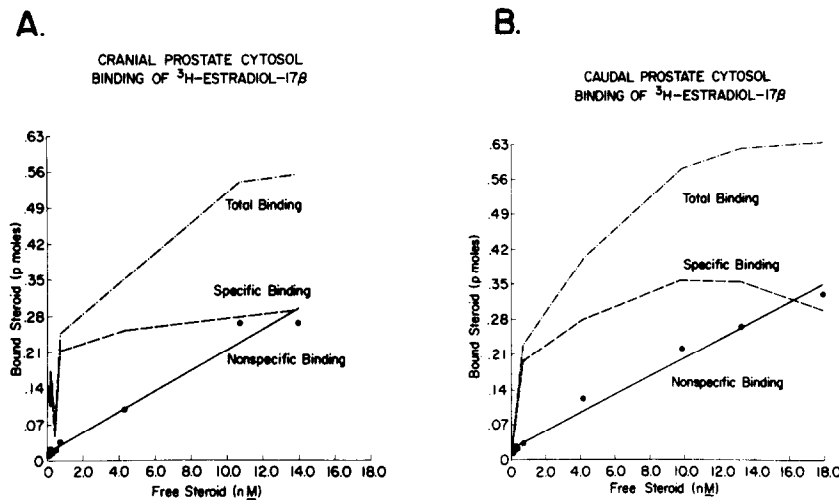 A.
CRANIAL PROSTATE CYTOSOL
BINDING OF ³H-ESTRADIOL-17β
Bound Steroid (p moles)
.63
.56
.49
.42
.35
.28
.21
.14
.07
0
Total Binding
Specific Binding
Nonspecific Binding
0 2.0 4.0 6.0 8.0 10.0 12.0 14.0 16.0 18.0
Free Steroid (nM)
B.
CAUDAL PROSTATE CYTOSOL
BINDING OF ³H-ESTRADIOL-17β
Bound Steroid (p moles)
.63
.56
.49
.42
.35
.28
.21
.14
.07
0
Total Binding
Specific Binding
Nonspecific Binding
0 2.0 4.0 6.0 8.0 10.0 12.0 14.0 16.0 18.0
Free Steroid (nM)